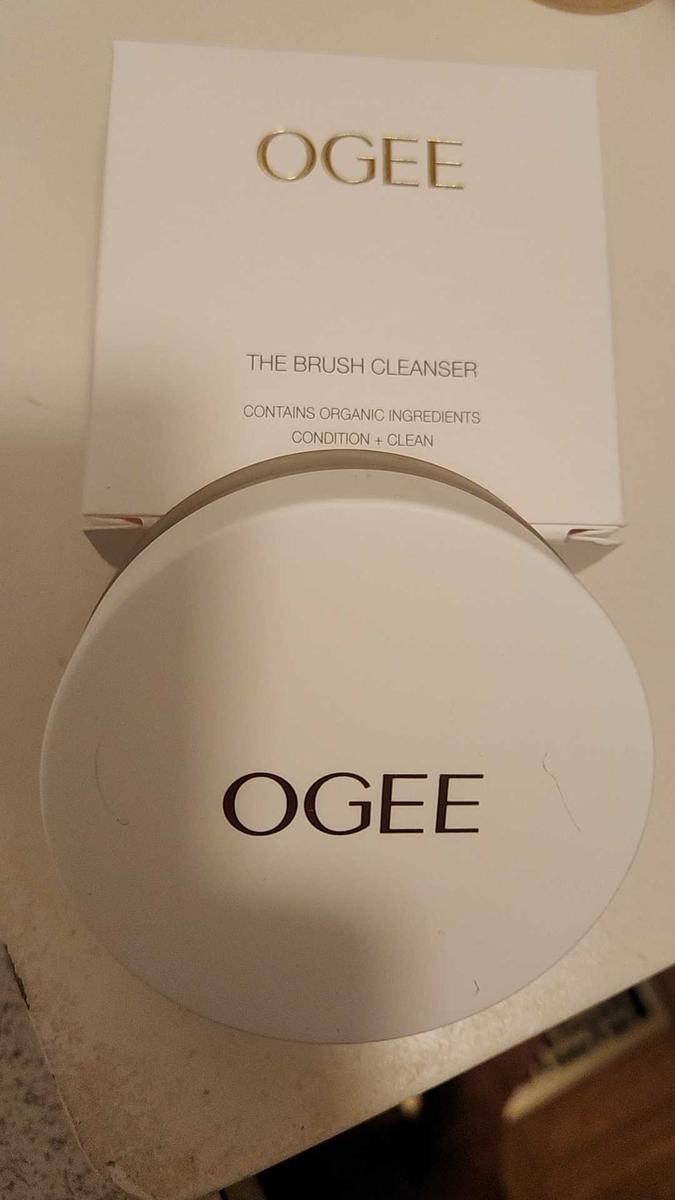 OGEE
THE BRUSH CLEANSER
CONTAINS ORGANIC INGREDIENTS
CONDITION + CLEAN
OGEE